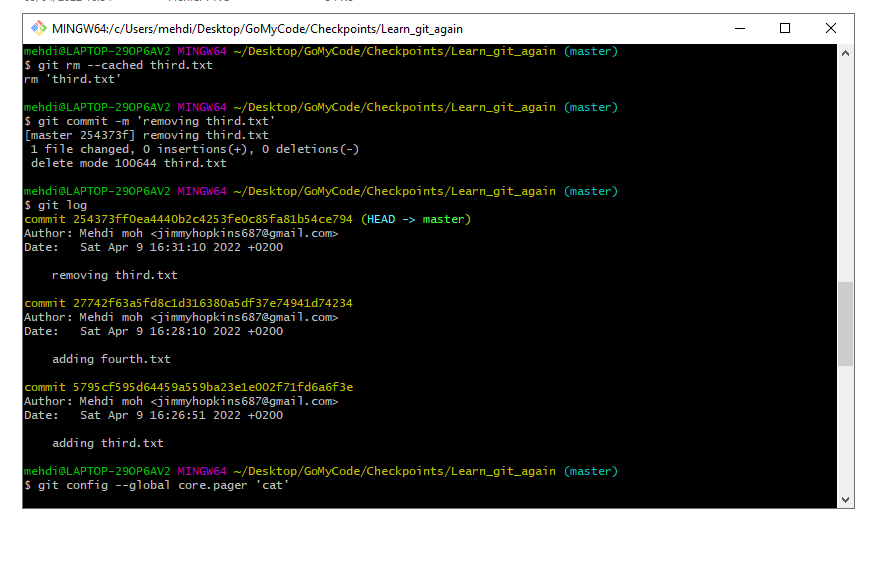 MINGW64:/c/Users/mehdi/Desktop/GoMyCode/Checkpoints/Learn_git_again
mehdi@LAPTOP-29OP6AV2 MINGW64 ~/Desktop/GoMyCode/Checkpoints/Learn_git_again (master)
$ git rm --cached third.txt
rm 'third.txt'
mehdi@LAPTOP-29OP6AV2 MINGW64 ~/Desktop/GoMyCode/Checkpoints/Learn_git_again (master)
$ git commit -m 'removing third.txt'
[master 254373f] removing third.txt
1 file changed, 0 insertions(+), 0 deletions(-)
delete mode 100644 third.txt
mehdi@LAPTOP-29OP6AV2 MINGW64 ~/Desktop/GoMyCode/Checkpoints/Learn_git_again (master)
$ git log
commit 254373ff0ea4440b2c4253fe0c85fa81b54ce794 (HEAD -> master)
Author: Mehdi moh <jimmyhopkins687@gmail.com>
Date:   Sat Apr 9 16:31:10 2022 +0200
removing third.txt
commit 27742f63a5fd8c1d316380a5df37e74941d74234
Author: Mehdi moh <jimmyhopkins687@gmail.com>
Date:   Sat Apr 9 16:28:10 2022 +0200
adding fourth.txt
commit 5795cf595d64459a559ba23e1e002f71fd6a6f3e
Author: Mehdi moh <jimmyhopkins687@gmail.com>
Date:   Sat Apr 9 16:26:51 2022 +0200
adding third.txt
mehdi@LAPTOP-29OP6AV2 MINGW64 ~/Desktop/GoMyCode/Checkpoints/Learn_git_again (master)
$ git config --global core.pager 'cat'